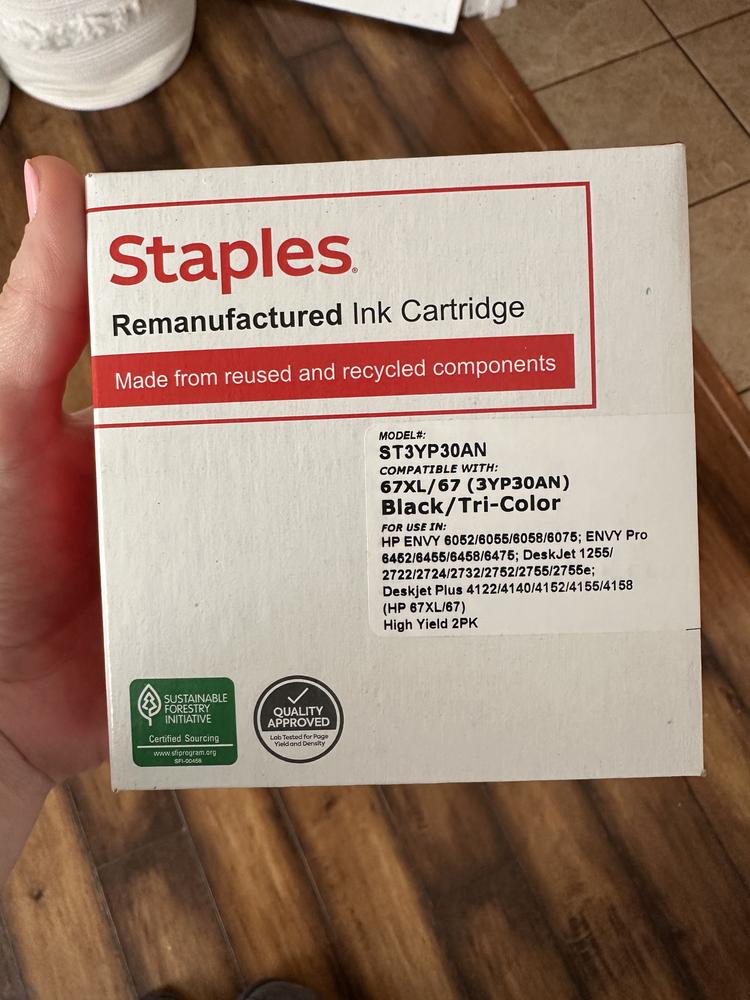 Staples®
Remanufactured Ink Cartridge
Made from reused and recycled components
MODEL#:
ST3YP30AN
COMPATIBLE WITH:
67XL/67 (3YP30AN)
Black/Tri-Color
FOR USE IN:
HP ENVY 6052/6055/6058/6075; ENVY Pro
6452/6455/6458/6475; DeskJet 1255/
2722/2724/2732/2752/2755/2755e;
Deskjet Plus 4122/4140/4152/4155/4158
(HP 67XL/67)
High Yield 2PK
SUSTAINABLE
FORESTRY
INITIATIVE
Certified Sourcing
www.sfiprogram.org
SFI-00456
QUALITY
APPROVED
Lab Tested for Page
Yield and Density